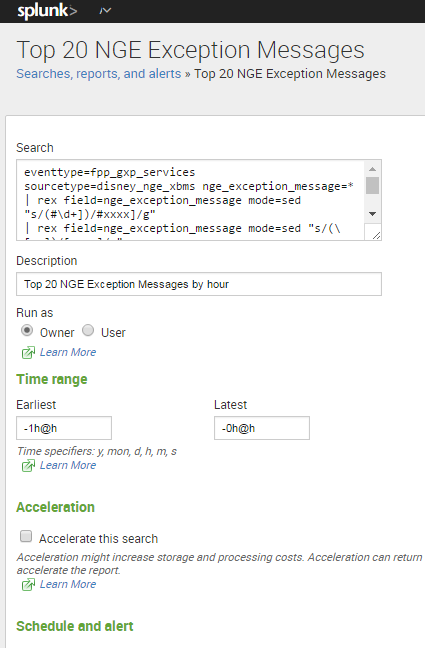 splunk>
Top 20 NGE Exception Messages
Searches, reports, and alerts » Top 20 NGE Exception Messages
Search
eventtype=fpp_gxp_services
sourcetype=disney_nge_xbms nge_exception_message=*
| rex field=nge_exception_message mode=sed
"s/(#\d+])/#xxxx]/g"
| rex field=nge_exception_message mode=sed "s/(\
Description
Top 20 NGE Exception Messages by hour
Run as
Owner User
Learn More
Time range
Earliest Latest
-1h@h -0h@h
Time specifiers: y, mon, d, h, m, s
Learn More
Acceleration
Accelerate this search
Acceleration might increase storage and processing costs. Acceleration can return
accelerate the report.
Learn More
Schedule and alert